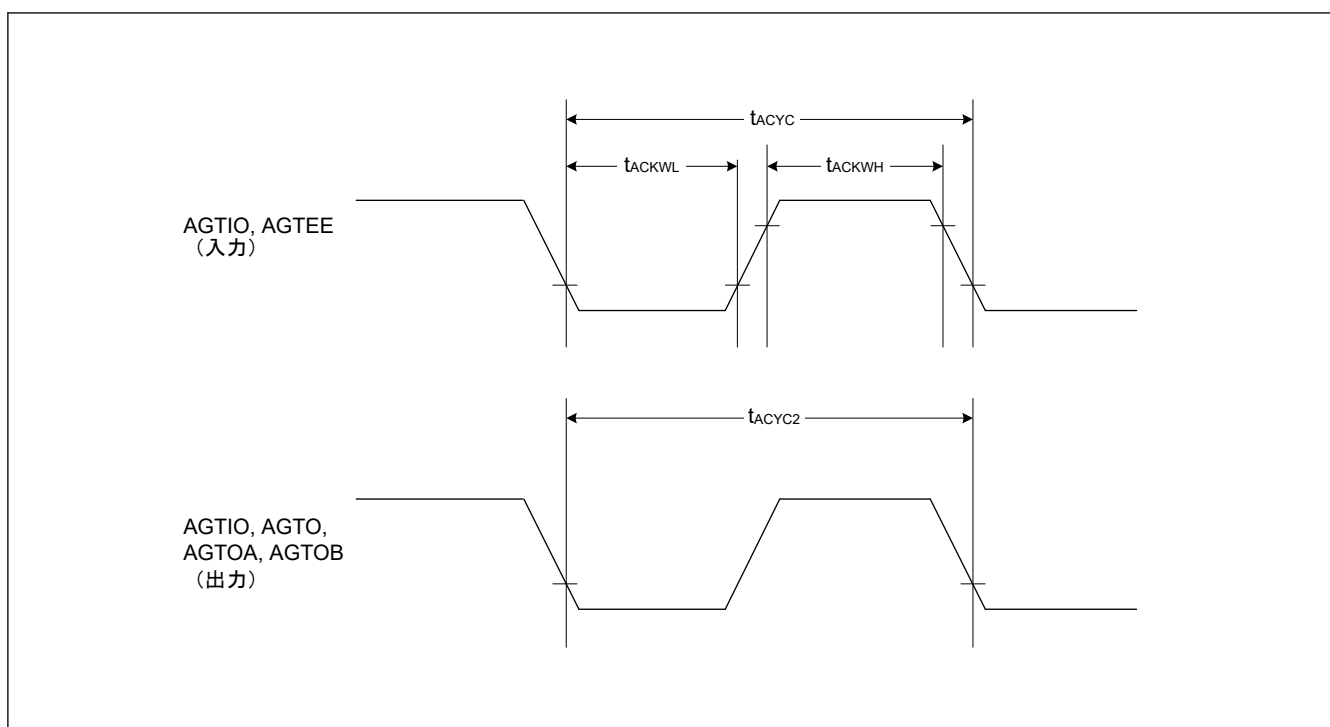 tACYC
tACKWL
tACKWH
AGTIO, AGTEE
（入力）
tACYC2
AGTIO, AGTO,
AGTOA, AGTOB
（出力）